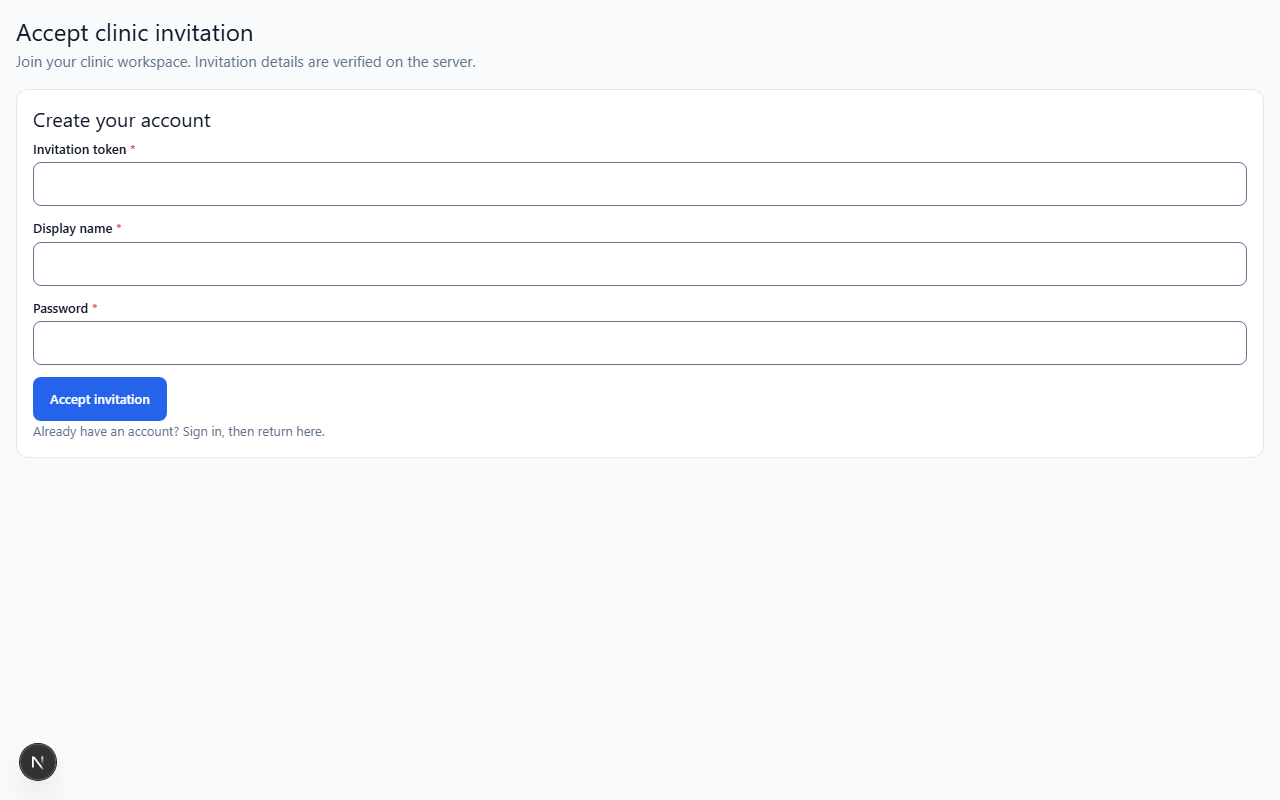 Accept clinic invitation
Join your clinic workspace. Invitation details are verified on the server.
Create your account
Invitation token *
Display name *
Password *
Accept invitation
Already have an account? Sign in, then return here.
N